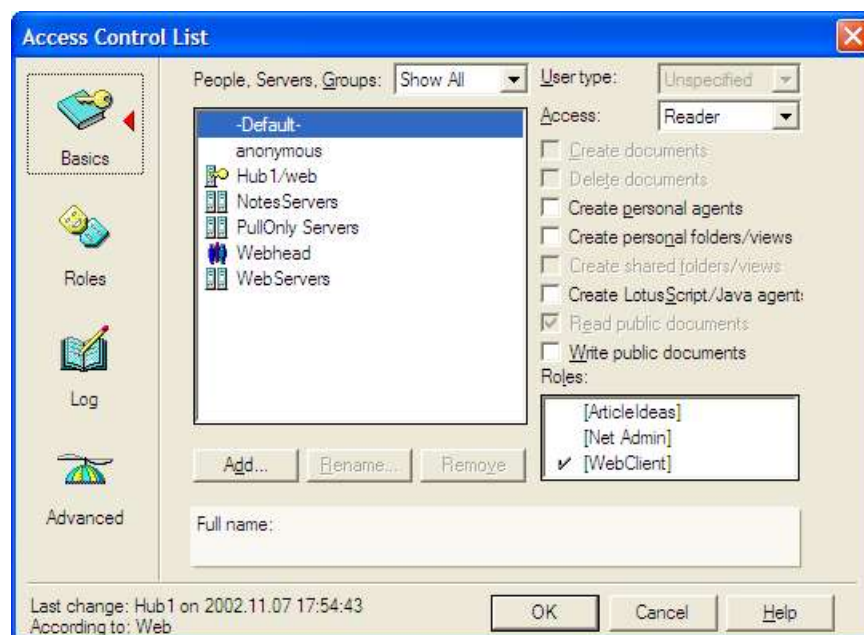 Access Control List
Basics
Roles
Log
Advanced
People, Servers, Groups: Show All
-Default-
anonymous
Hub1/web
NotesServers
PullOnly Servers
Webhead
WebServers
Add... Rename... Remove
User type: Unspecified
Access: Reader
Create documents
Delete documents
Create personal agents
Create personal folders/views
Create shared folders/views
Create LotusScript/Java agent
Read public documents
Write public documents
Roles:
[ArticleIdeas]
[Net Admin]
[WebClient]
Full name:
Last change: Hub1 on 2002.11.07 17:54:43
According to: Web
OK Cancel Help